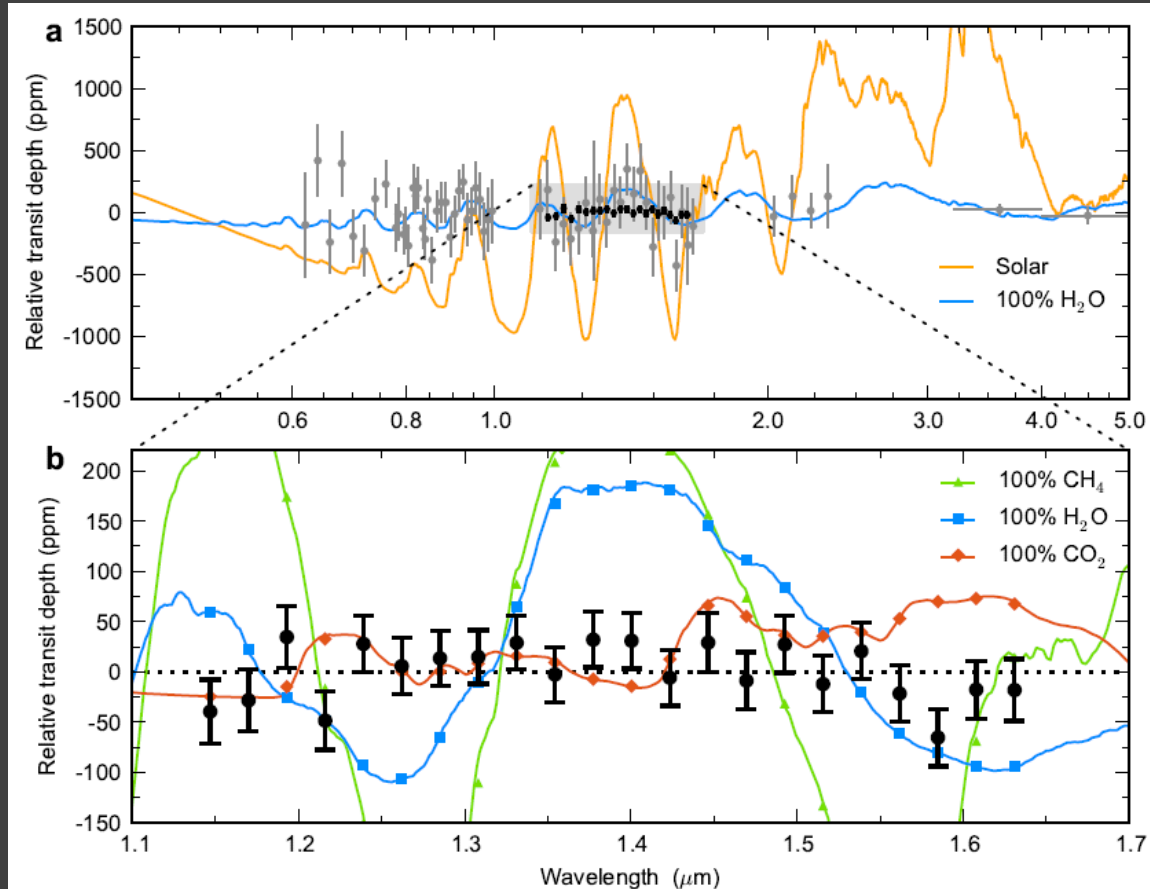 a
1500
1000
500
0
-500
-1000
-1500
Relative transit depth (ppm)
Solar
100% H₂O
0.6 0.8 1.0 2.0 3.0 4.0 5.0
b
200
150
100
50
0
-50
-100
-150
Relative transit depth (ppm)
100% CH₄
100% H₂O
100% CO₂
1.1 1.2 1.3 1.4 1.5 1.6 1.7
Wavelength (μm)